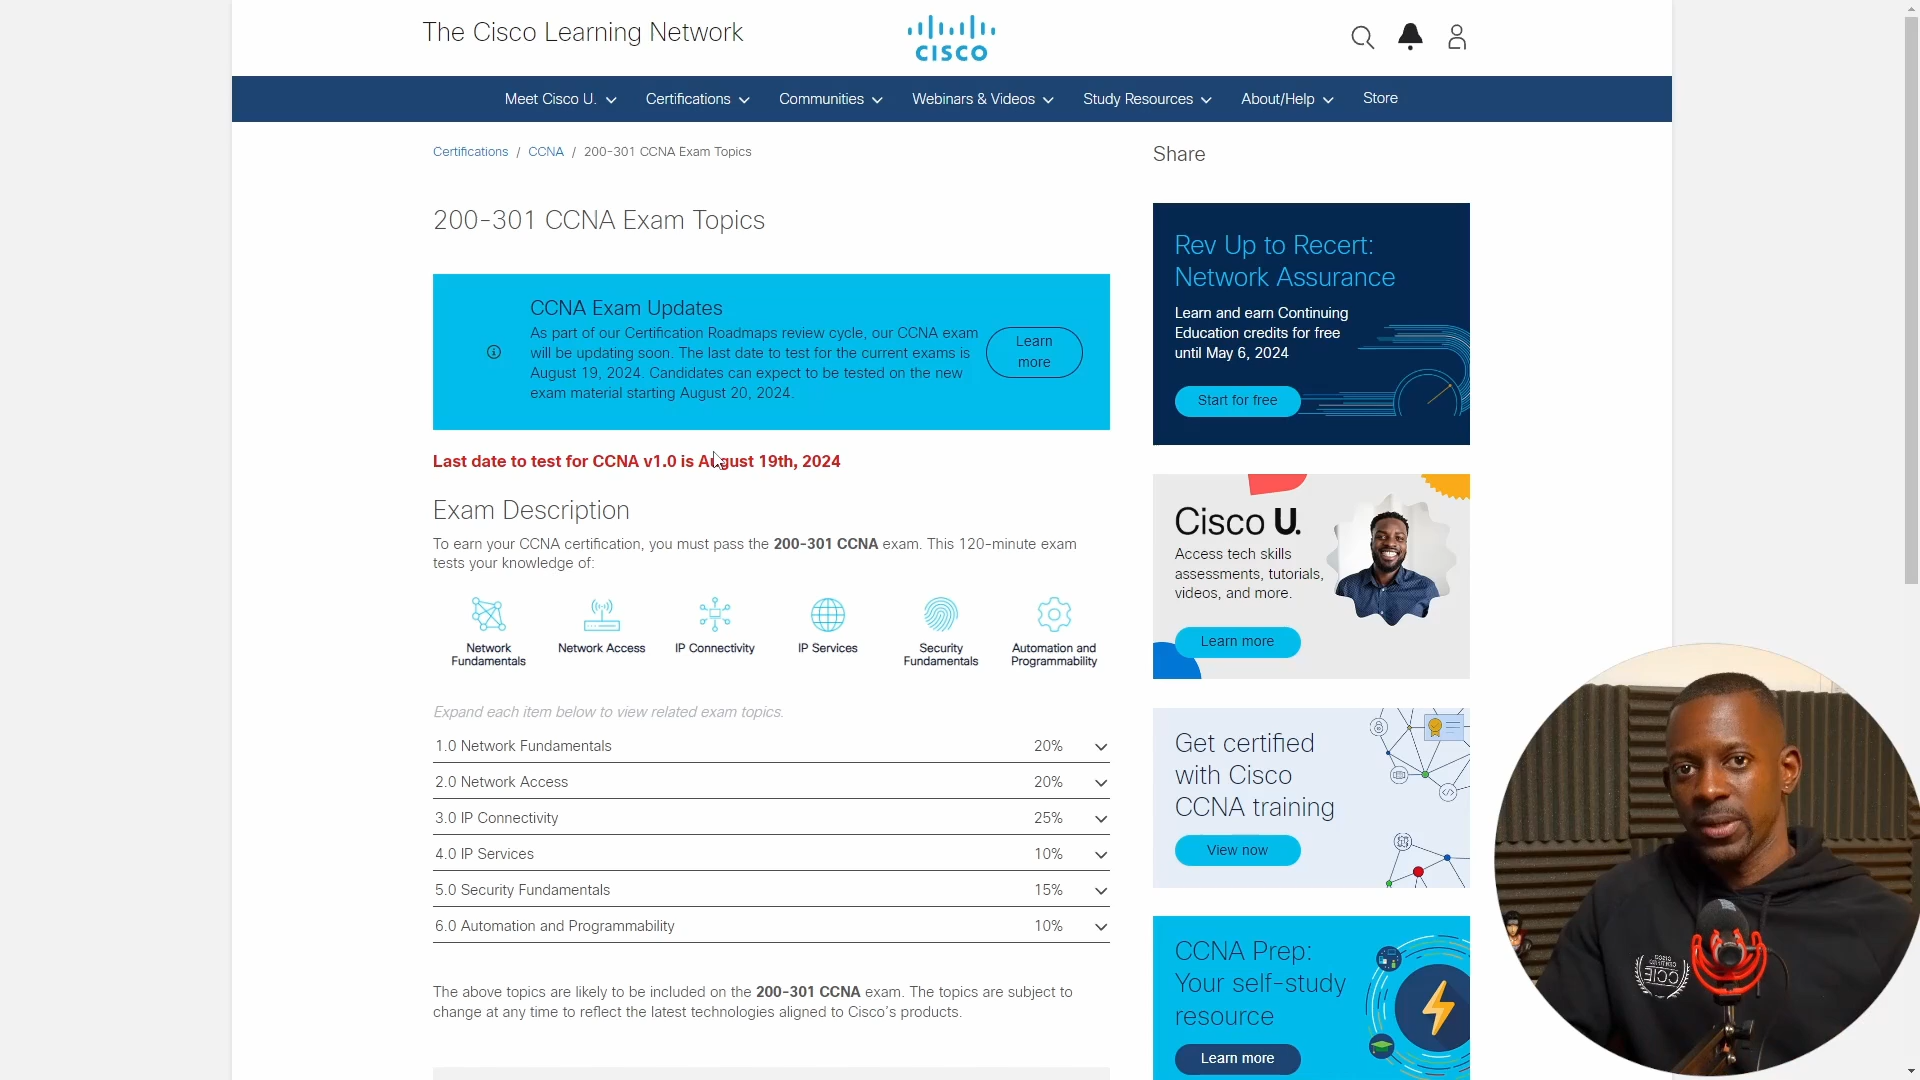 The Cisco Learning Network
CISCO
Meet Cisco U.
Certifications
Communities
Webinars & Videos
Study Resources
About/Help
Store
Certifications / CCNA / 200-301 CCNA Exam Topics
200-301 CCNA Exam Topics
CCNA Exam Updates
As part of our Certification Roadmaps review cycle, our CCNA exam
will be updating soon. The last date to test for the current exams is
August 19, 2024. Candidates can expect to be tested on the new
exam material starting August 20, 2024.
Learn
more
Last date to test for CCNA v1.0 is August 19th, 2024
Exam Description
To earn your CCNA certification, you must pass the 200-301 CCNA exam. This 120-minute exam
tests your knowledge of:
Network
Fundamentals
Network Access
IP Connectivity
IP Services
Security
Fundamentals
Automation and
Programmability
Expand each item below to view related exam topics.
1.0 Network Fundamentals 20%
2.0 Network Access 20%
3.0 IP Connectivity 25%
4.0 IP Services 10%
5.0 Security Fundamentals 15%
6.0 Automation and Programmability 10%
The above topics are likely to be included on the 200-301 CCNA exam. The topics are subject to
change at any time to reflect the latest technologies aligned to Cisco's products.
Share
Rev Up to Recert:
Network Assurance
Learn and earn Continuing
Education credits for free
until May 6, 2024
Start for free
Cisco U.
Access tech skills
assessments, tutorials,
videos, and more.
Learn more
Get certified
with Cisco
CCNA training
View now
CCNA Prep:
Your self-study
resource
Learn more